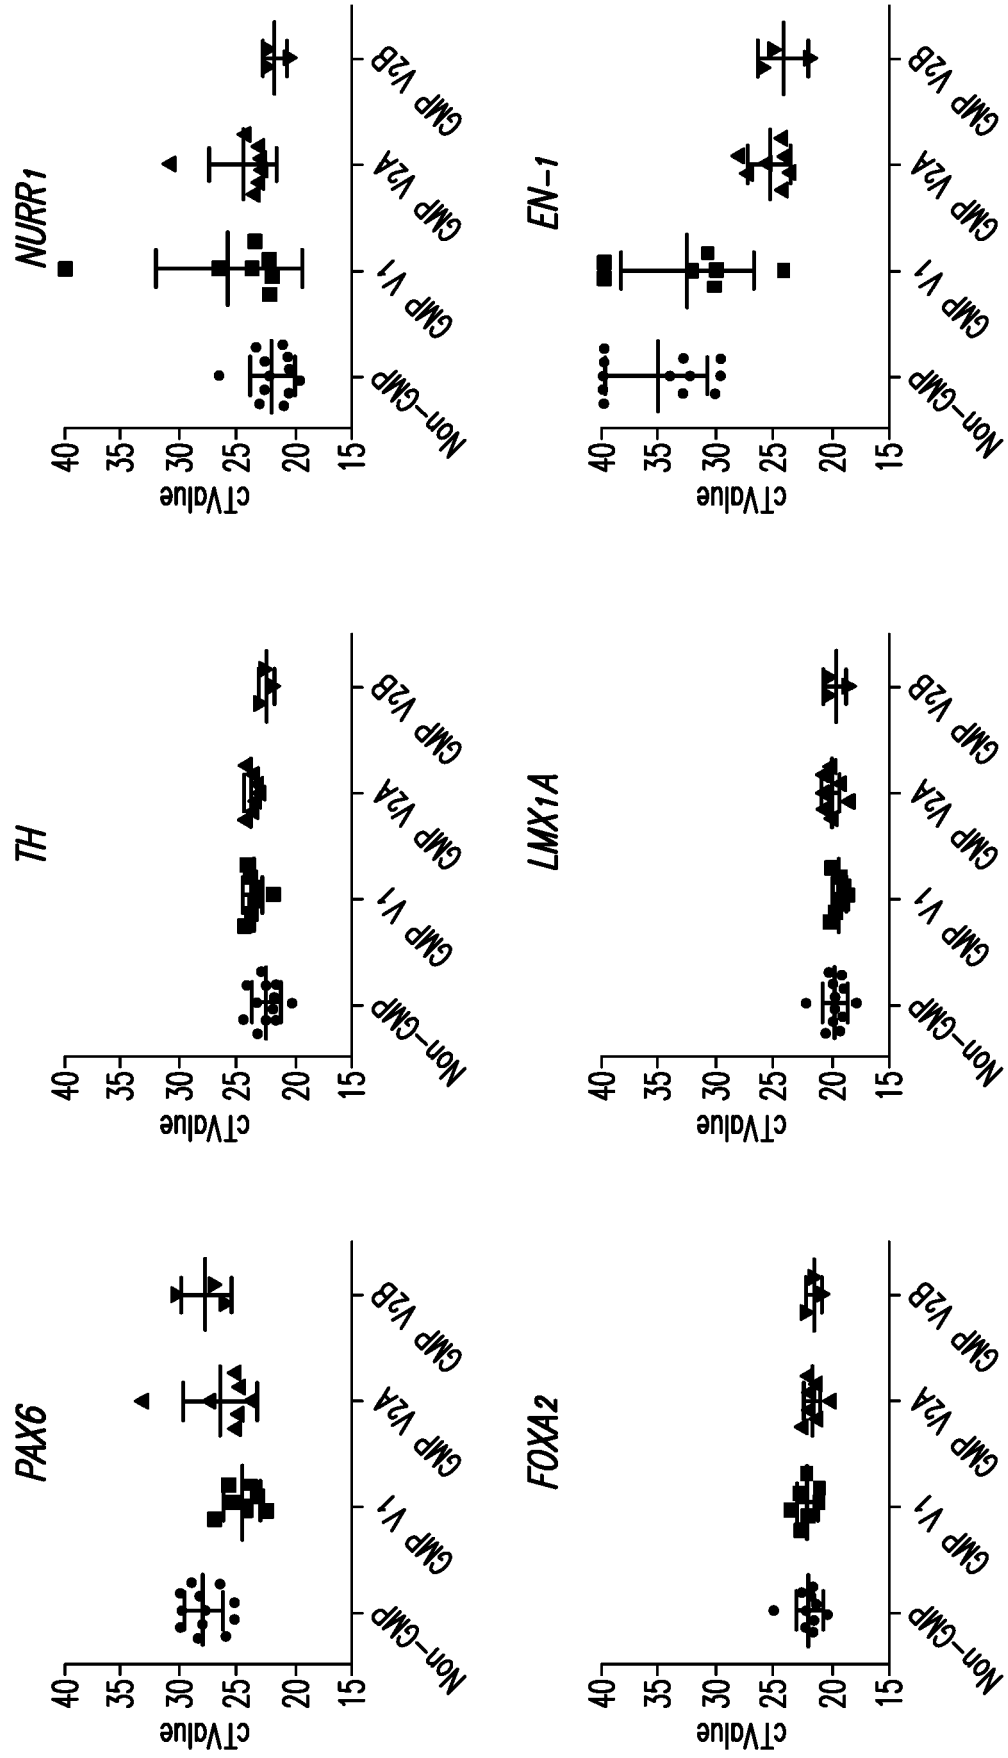 PAX6
cTValue
40
35
30
25
20
15
Non-GMP
GMP V1
GMP V2A
GMP V2B
TH
cTValue
40
35
30
25
20
15
Non-GMP
GMP V1
GMP V2A
GMP V2B
NURR1
cTValue
40
35
30
25
20
15
Non-GMP
GMP V1
GMP V2A
GMP V2B
FOXA2
cTValue
40
35
30
25
20
15
Non-GMP
GMP V1
GMP V2A
GMP V2B
LMX1A
cTValue
40
35
30
25
20
15
Non-GMP
GMP V1
GMP V2A
GMP V2B
EN-1
cTValue
40
35
30
25
20
15
Non-GMP
GMP V1
GMP V2A
GMP V2B